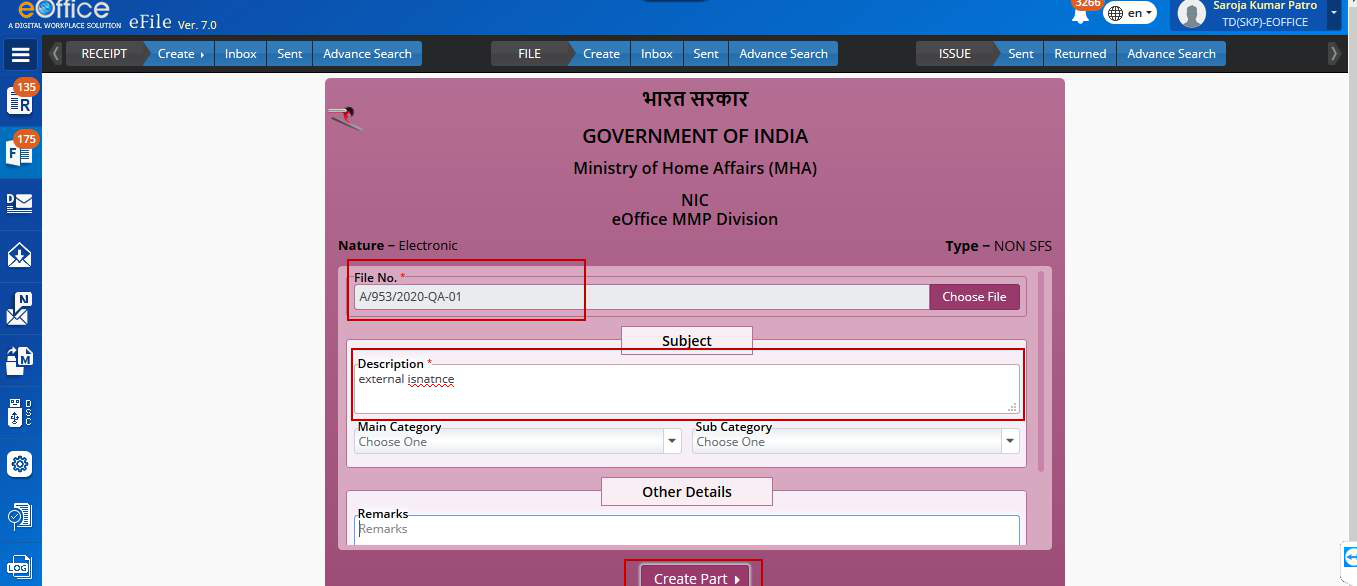 eOffice
A DIGITAL WORKPLACE SOLUTION
eFile Ver. 7.0
3266
en
Saroja Kumar Patro
TD(SKP)-EOFFICE
RECEIPT Create Inbox Sent Advance Search FILE Create Inbox Sent Advance Search ISSUE Sent Returned Advance Search
135
R
175
F
D
N
M
DSC
LOG
भारत सरकार
GOVERNMENT OF INDIA
Ministry of Home Affairs (MHA)
NIC
eOffice MMP Division
Nature – Electronic Type – NON SFS
File No. *
A/953/2020-QA-01 Choose File
Subject
Description *
external isnatnce
Main Category Sub Category
Choose One Choose One
Other Details
Remarks
Remarks
Create Part